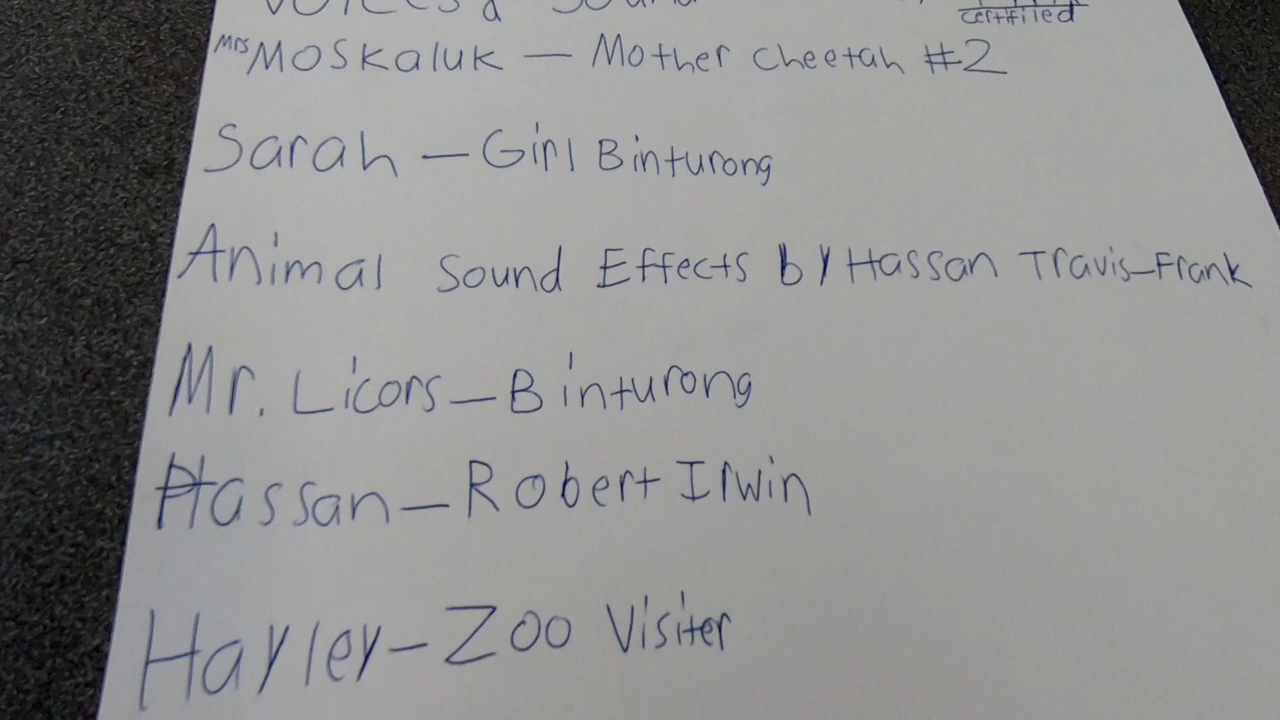 certifiied
Mrs Moskaluk — Mother Cheetah #2
Sarah — Girl Binturong
Animal Sound Effects by Hassan Travis-Frank
Mr. Licors — Binturong
Hassan — Robert Irwin
Hayley - Zoo Visiter